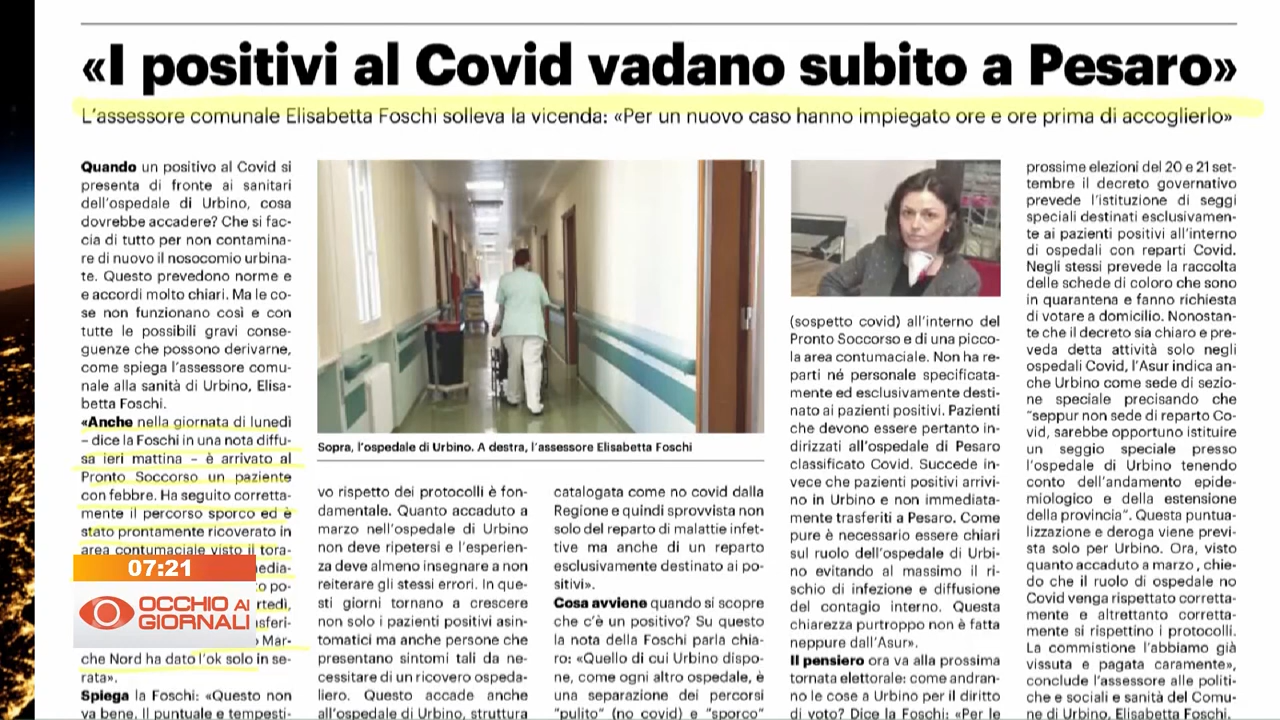 «I positivi al Covid vadano subito a Pesaro»
L'assessore comunale Elisabetta Foschi solleva la vicenda: «Per un nuovo caso hanno impiegato ore e ore prima di accoglierlo»
Quando un positivo al Covid si
presenta di fronte ai sanitari
dell'ospedale di Urbino, cosa
dovrebbe accadere? Che si fac-
cia di tutto per non contamina-
re di nuovo il nosocomio urbina-
te. Questo prevedono norme e
e accordi molto chiari. Ma le co-
se non funzionano così e con
tutte le possibili gravi conse-
guenze che possono derivarne,
come spiega l'assessore comu-
nale alla sanità di Urbino, Elisa-
betta Foschi.
«Anche nella giornata di lunedì
– dice la Foschi in una nota diffu-
sa ieri mattina – è arrivato al
Pronto Soccorso un paziente
con febbre. Ha seguito corretta-
mente il percorso sporco ed è
stato prontamente ricoverato in
area contumaciale visto il tora-
media-
to po-
rtedì,
asferi-
o Mar-
che Nord ha dato l'ok solo in se-
rata».
Spiega la Foschi: «Questo non
va bene. Il puntuale e tempesti-
07:21
OCCHIO AI
GIORNALI
Sopra, l'ospedale di Urbino. A destra, l'assessore Elisabetta Foschi
vo rispetto dei protocolli è fon-
damentale. Quanto accaduto a
marzo nell'ospedale di Urbino
non deve ripetersi e l'esperien-
za deve almeno insegnare a non
reiterare gli stessi errori. In que-
sti giorni tornano a crescere
non solo i pazienti positivi asin-
tomatici ma anche persone che
presentano sintomi tali da ne-
cessitare di un ricovero ospeda-
liero. Questo accade anche
all'ospedale di Urbino, struttura
catalogata come no covid dalla
Regione e quindi sprovvista non
solo del reparto di malattie infet-
tive ma anche di un reparto
esclusivamente destinato ai po-
sitivi».
Cosa avviene quando si scopre
che c'è un positivo? Su questo
la nota della Foschi parla chia-
ro: «Quello di cui Urbino dispo-
ne, come ogni altro ospedale, è
una separazione dei percorsi
"pulito" (no covid) e "sporco"
(sospetto covid) all'interno del
Pronto Soccorso e di una picco-
la area contumaciale. Non ha re-
parti né personale specificata-
mente ed esclusivamente desti-
nato ai pazienti positivi. Pazienti
che devono essere pertanto in-
dirizzati all'ospedale di Pesaro
classificato Covid. Succede in-
vece che pazienti positivi arrivi-
no in Urbino e non immediata-
mente trasferiti a Pesaro. Come
pure è necessario essere chiari
sul ruolo dell'ospedale di Urbi-
no evitando al massimo il ri-
schio di infezione e diffusione
del contagio interno. Questa
chiarezza purtroppo non è fatta
neppure dall'Asur».
Il pensiero ora va alla prossima
tornata elettorale: come andran-
no le cose a Urbino per il diritto
di voto? Dice la Foschi: «Per le
prossime elezioni del 20 e 21 set-
tembre il decreto governativo
prevede l'istituzione di seggi
speciali destinati esclusivamen-
te ai pazienti positivi all'interno
di ospedali con reparti Covid.
Negli stessi prevede la raccolta
delle schede di coloro che sono
in quarantena e fanno richiesta
di votare a domicilio. Nonostan-
te che il decreto sia chiaro e pre-
veda detta attività solo negli
ospedali Covid, l'Asur indica an-
che Urbino come sede di sezio-
ne speciale precisando che
"seppur non sede di reparto Co-
vid, sarebbe opportuno istituire
un seggio speciale presso
l'ospedale di Urbino tenendo
conto dell'andamento epide-
miologico e della estensione
della provincia". Questa puntua-
lizzazione e deroga viene previ-
sta solo per Urbino. Ora, visto
quanto accaduto a marzo , chie-
do che il ruolo di ospedale no
Covid venga rispettato corretta-
mente e altrettanto corretta-
mente si rispettino i protocolli.
La commistione l'abbiamo già
vissuta e pagata caramente»,
conclude l'assessore alle politi-
che e sociali e sanità del Comu-
ne di Urbino, Elisabetta Foschi.